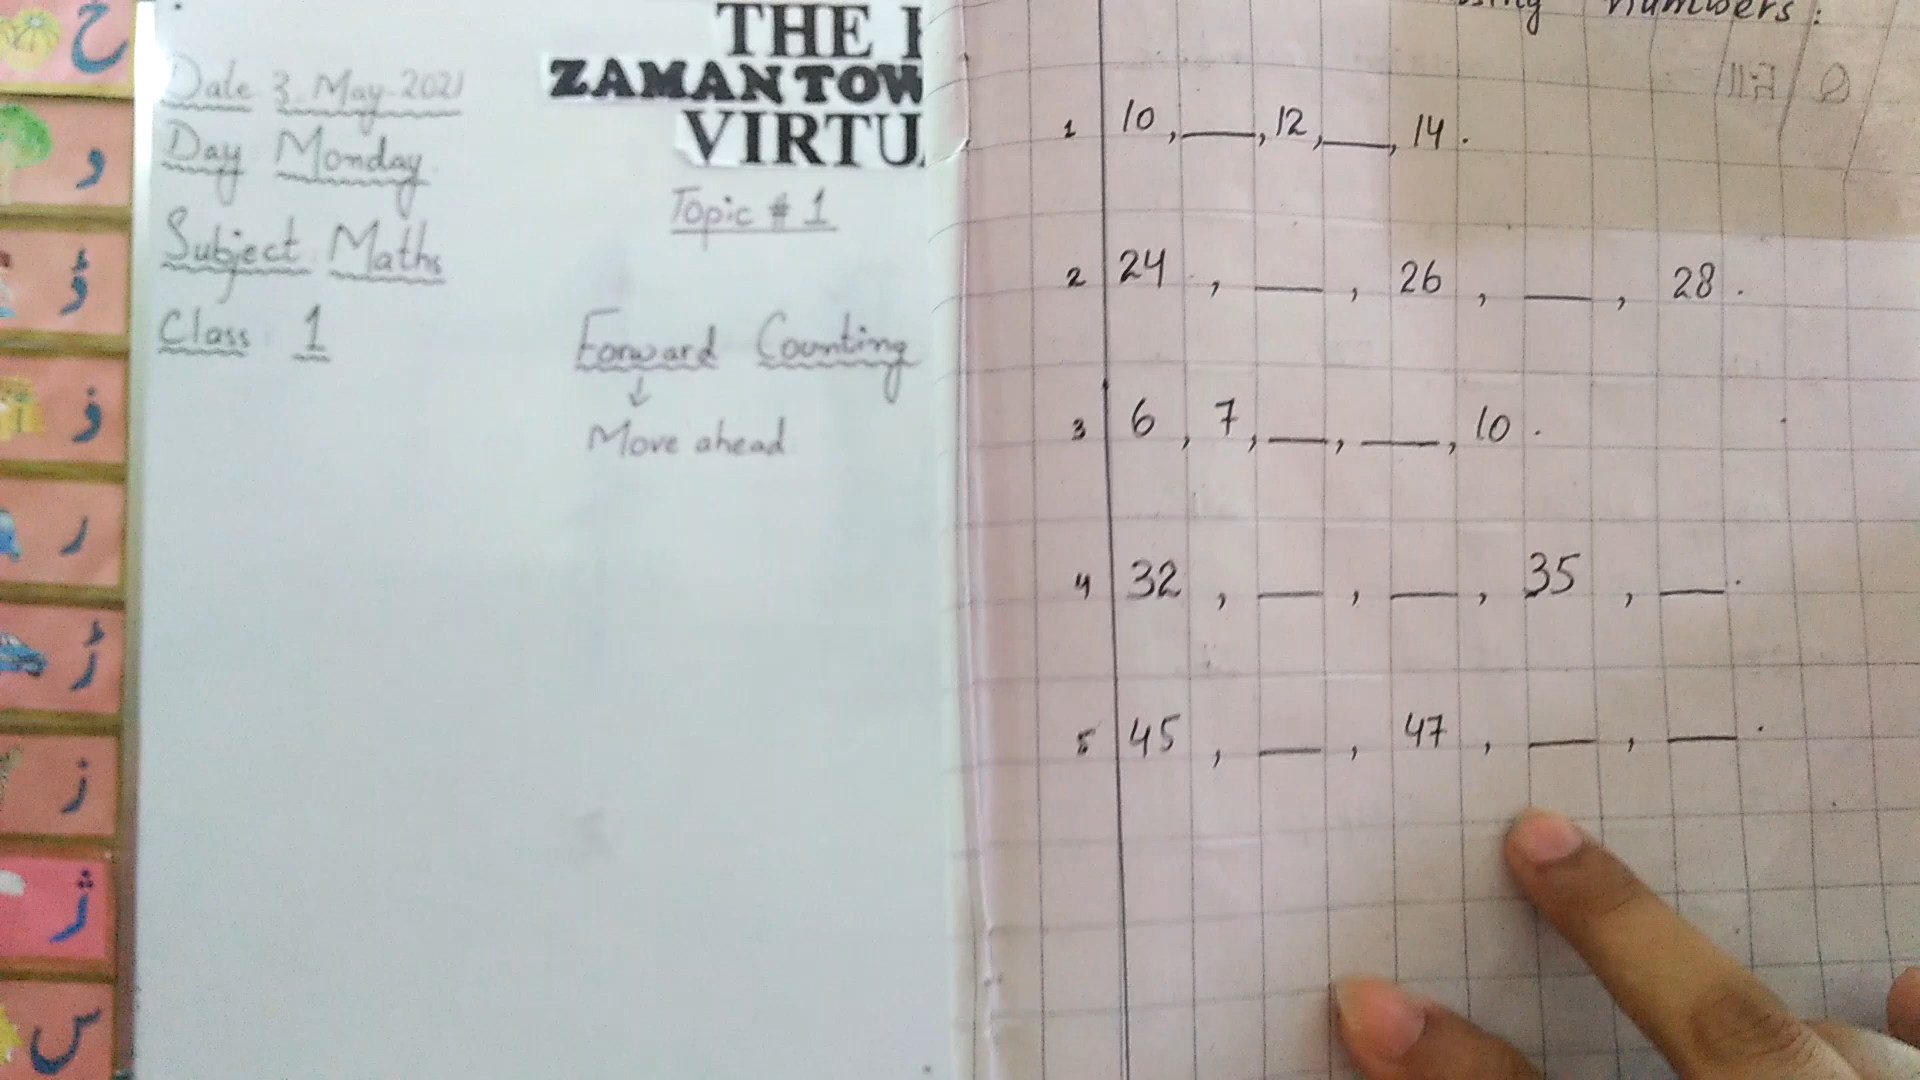 خ
د
ڈ
ذ
ر
ڑ
ز
ژ
س
Date 3. May 2021
Day Monday.
Subject Maths
Class 1
THE
ZAMAN TOW
VIRTU
Topic # 1
Forward Counting
↓
Move ahead
numbers:
1 10, __, 12, __, 14.
2 24, __, 26, __, 28.
3 6, 7, __, __, 10.
4 32, __, __, 35, __.
5 45, __, 47, __, __.